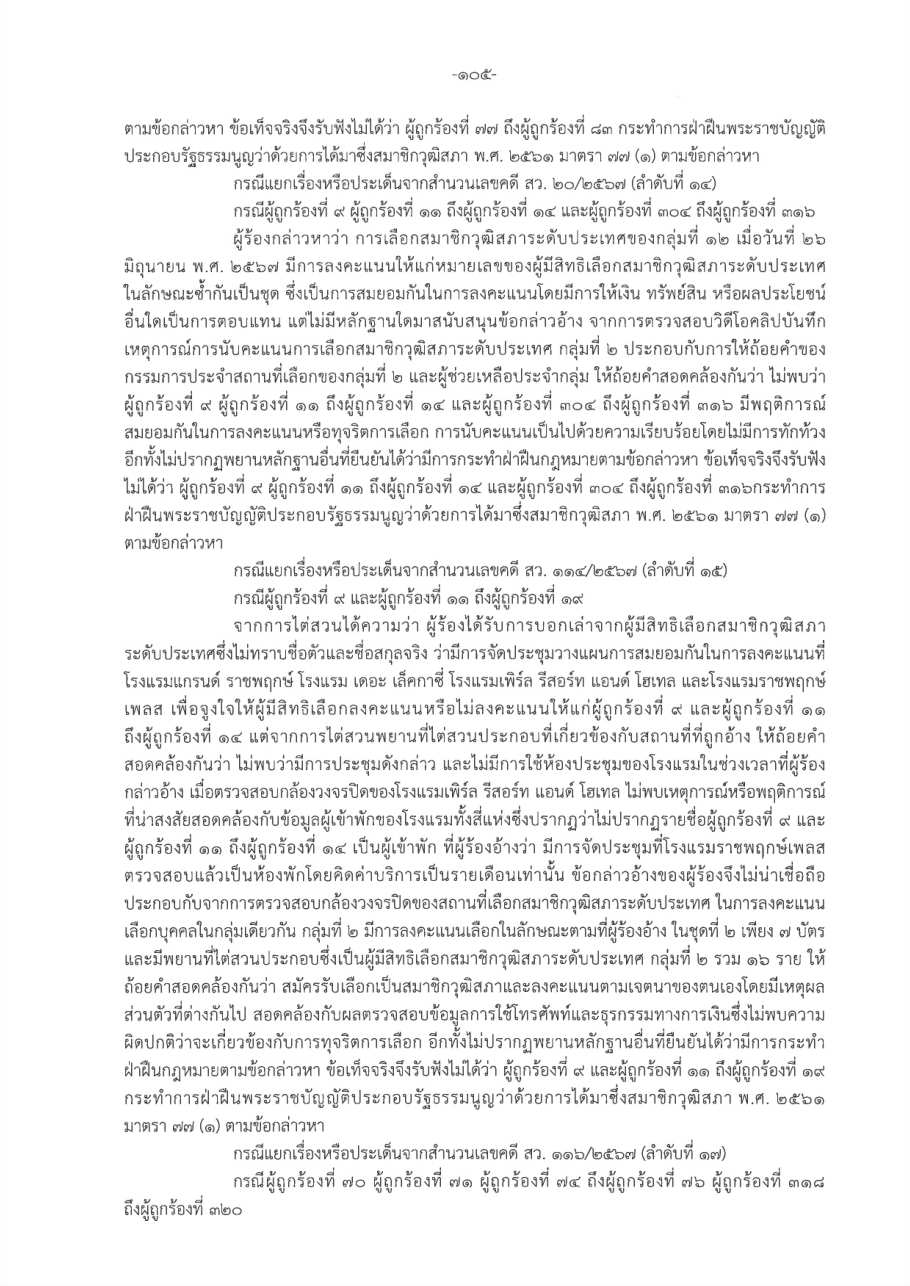 -๑๐๕-
ตามข้อกล่าวหา ข้อเท็จจริงจึงรับฟังไม่ได้ว่า ผู้ถูกร้องที่ ๗๗ ถึงผู้ถูกร้องที่ ๘๓ กระทำการฝ่าฝืนพระราชบัญญัติ
ประกอบรัฐธรรมนูญว่าด้วยการได้มาซึ่งสมาชิกวุฒิสภา พ.ศ. ๒๕๖๑ มาตรา ๗๗ (๑) ตามข้อกล่าวหา
กรณีแยกเรื่องหรือประเด็นจากสำนวนเลขคดี สว. ๒๐/๒๕๖๗ (ลำดับที่ ๑๔)
กรณีผู้ถูกร้องที่ ๙ ผู้ถูกร้องที่ ๑๑ ถึงผู้ถูกร้องที่ ๑๔ และผู้ถูกร้องที่ ๓๐๔ ถึงผู้ถูกร้องที่ ๓๑๖
ผู้ร้องกล่าวหาว่า การเลือกสมาชิกวุฒิสภาระดับประเทศของกลุ่มที่ ๑๒ เมื่อวันที่ ๒๖
มิถุนายน พ.ศ. ๒๕๖๗ มีการลงคะแนนให้แก่หมายเลขของผู้มีสิทธิเลือกสมาชิกวุฒิสภาระดับประเทศ
ในลักษณะซ้ำกันเป็นชุด ซึ่งเป็นการสมยอมกันในการลงคะแนนโดยมีการให้เงิน ทรัพย์สิน หรือผลประโยชน์
อื่นใดเป็นการตอบแทน แต่ไม่มีหลักฐานใดมาสนับสนุนข้อกล่าวอ้าง จากการตรวจสอบวิดีโอคลิปบันทึก
เหตุการณ์การนับคะแนนการเลือกสมาชิกวุฒิสภาระดับประเทศ กลุ่มที่ ๒ ประกอบกับการให้ถ้อยคำของ
กรรมการประจำสถานที่เลือกของกลุ่มที่ ๒ และผู้ช่วยเหลือประจำกลุ่ม ให้ถ้อยคำสอดคล้องกันว่า ไม่พบว่า
ผู้ถูกร้องที่ ๙ ผู้ถูกร้องที่ ๑๑ ถึงผู้ถูกร้องที่ ๑๔ และผู้ถูกร้องที่ ๓๐๔ ถึงผู้ถูกร้องที่ ๓๑๖ มีพฤติการณ์
สมยอมกันในการลงคะแนนหรือทุจริตการเลือก การนับคะแนนเป็นไปด้วยความเรียบร้อยโดยไม่มีการทักท้วง
อีกทั้งไม่ปรากฏพยานหลักฐานอื่นที่ยืนยันได้ว่ามีการกระทำฝ่าฝืนกฎหมายตามข้อกล่าวหา ข้อเท็จจริงจึงรับฟัง
ไม่ได้ว่า ผู้ถูกร้องที่ ๙ ผู้ถูกร้องที่ ๑๑ ถึงผู้ถูกร้องที่ ๑๔ และผู้ถูกร้องที่ ๓๐๔ ถึงผู้ถูกร้องที่ ๓๑๖กระทำการ
ฝ่าฝืนพระราชบัญญัติประกอบรัฐธรรมนูญว่าด้วยการได้มาซึ่งสมาชิกวุฒิสภา พ.ศ. ๒๕๖๑ มาตรา ๗๗ (๑)
ตามข้อกล่าวหา
กรณีแยกเรื่องหรือประเด็นจากสำนวนเลขคดี สว. ๑๑๔/๒๕๖๗ (ลำดับที่ ๑๕)
กรณีผู้ถูกร้องที่ ๙ และผู้ถูกร้องที่ ๑๑ ถึงผู้ถูกร้องที่ ๑๙
จากการไต่สวนได้ความว่า ผู้ร้องได้รับการบอกเล่าจากผู้มีสิทธิเลือกสมาชิกวุฒิสภา
ระดับประเทศซึ่งไม่ทราบชื่อตัวและชื่อสกุลจริง ว่ามีการจัดประชุมวางแผนการสมยอมกันในการลงคะแนนที่
โรงแรมแกรนด์ ราชพฤกษ์ โรงแรม เดอะ เล็คกาซี่ โรงแรมเพิร์ล รีสอร์ท แอนด์ โฮเทล และโรงแรมราชพฤกษ์
เพลส เพื่อจูงใจให้ผู้มีสิทธิเลือกลงคะแนนหรือไม่ลงคะแนนให้แก่ผู้ถูกร้องที่ ๙ และผู้ถูกร้องที่ ๑๑
ถึงผู้ถูกร้องที่ ๑๔ แต่จากการไต่สวนพยานที่ไต่สวนประกอบที่เกี่ยวข้องกับสถานที่ที่ถูกอ้าง ให้ถ้อยคำ
สอดคล้องกันว่า ไม่พบว่ามีการประชุมดังกล่าว และไม่มีการใช้ห้องประชุมของโรงแรมในช่วงเวลาที่ผู้ร้อง
กล่าวอ้าง เมื่อตรวจสอบกล้องวงจรปิดของโรงแรมเพิร์ล รีสอร์ท แอนด์ โฮเทล ไม่พบเหตุการณ์หรือพฤติการณ์
ที่น่าสงสัยสอดคล้องกับข้อมูลผู้เข้าพักของโรงแรมทั้งสี่แห่งซึ่งปรากฏว่าไม่ปรากฏรายชื่อผู้ถูกร้องที่ ๙ และ
ผู้ถูกร้องที่ ๑๑ ถึงผู้ถูกร้องที่ ๑๔ เป็นผู้เข้าพัก ที่ผู้ร้องอ้างว่า มีการจัดประชุมที่โรงแรมราชพฤกษ์เพลส
ตรวจสอบแล้วเป็นห้องพักโดยคิดค่าบริการเป็นรายเดือนเท่านั้น ข้อกล่าวอ้างของผู้ร้องจึงไม่น่าเชื่อถือ
ประกอบกับจากการตรวจสอบกล้องวงจรปิดของสถานที่เลือกสมาชิกวุฒิสภาระดับประเทศ ในการลงคะแนน
เลือกบุคคลในกลุ่มเดียวกัน กลุ่มที่ ๒ มีการลงคะแนนเลือกในลักษณะตามที่ผู้ร้องอ้าง ในชุดที่ ๒ เพียง ๗ บัตร
และมีพยานที่ไต่สวนประกอบซึ่งเป็นผู้มีสิทธิเลือกสมาชิกวุฒิสภาระดับประเทศ กลุ่มที่ ๒ รวม ๑๖ ราย ให้
ถ้อยคำสอดคล้องกันว่า สมัครรับเลือกเป็นสมาชิกวุฒิสภาและลงคะแนนตามเจตนาของตนเองโดยมีเหตุผล
ส่วนตัวที่ต่างกันไป สอดคล้องกับผลตรวจสอบข้อมูลการใช้โทรศัพท์และธุรกรรมทางการเงินซึ่งไม่พบความ
ผิดปกติว่าจะเกี่ยวข้องกับการทุจริตการเลือก อีกทั้งไม่ปรากฏพยานหลักฐานอื่นที่ยืนยันได้ว่ามีการกระทำ
ฝ่าฝืนกฎหมายตามข้อกล่าวหา ข้อเท็จจริงจึงรับฟังไม่ได้ว่า ผู้ถูกร้องที่ ๙ และผู้ถูกร้องที่ ๑๑ ถึงผู้ถูกร้องที่ ๑๙
กระทำการฝ่าฝืนพระราชบัญญัติประกอบรัฐธรรมนูญว่าด้วยการได้มาซึ่งสมาชิกวุฒิสภา พ.ศ. ๒๕๖๑
มาตรา ๗๗ (๑) ตามข้อกล่าวหา
กรณีแยกเรื่องหรือประเด็นจากสำนวนเลขคดี สว. ๑๑๖/๒๕๖๗ (ลำดับที่ ๑๗)
กรณีผู้ถูกร้องที่ ๗๐ ผู้ถูกร้องที่ ๗๑ ผู้ถูกร้องที่ ๗๔ ถึงผู้ถูกร้องที่ ๗๖ ผู้ถูกร้องที่ ๓๑๘
ถึงผู้ถูกร้องที่ ๓๒๐